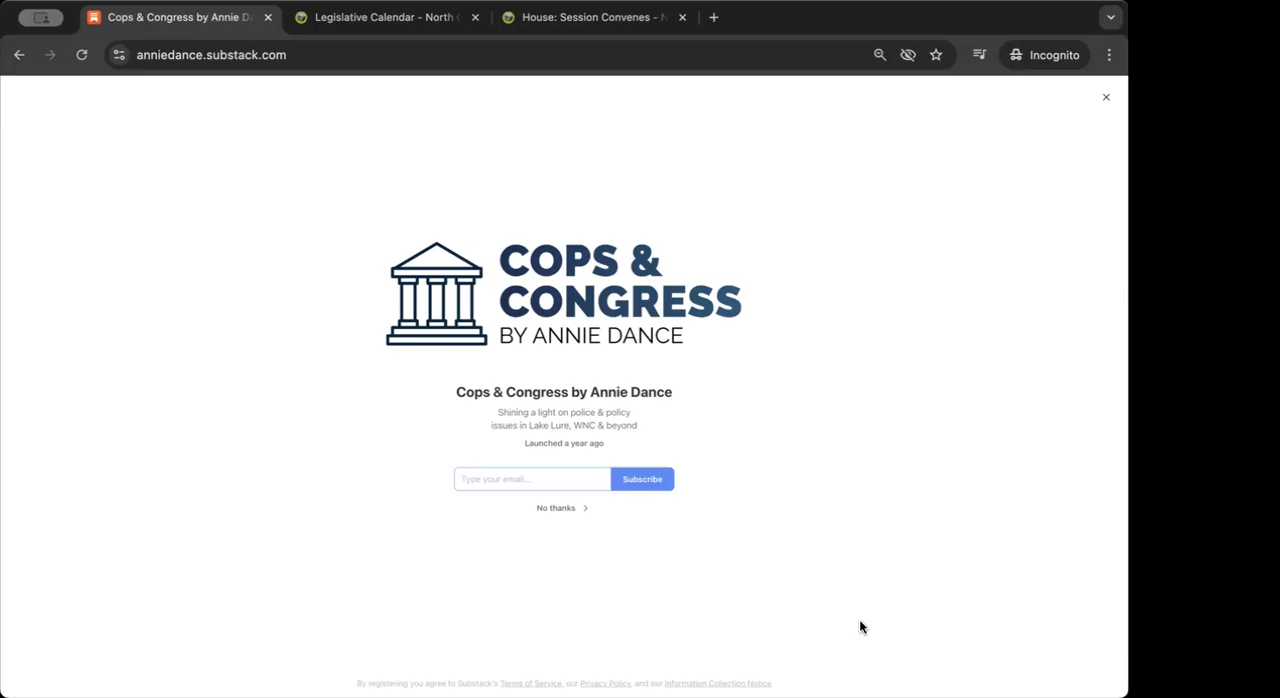 Cops & Congress by Annie D
Legislative Calendar - North
House: Session Convenes -
anniedance.substack.com
Incognito
COPS &
CONGRESS
BY ANNIE DANCE
Cops & Congress by Annie Dance
Shining a light on police & policy
issues in Lake Lure, WNC & beyond
Launched a year ago
Type your email...
Subscribe
No thanks
By registering you agree to Substack's Terms of Service, our Privacy Policy, and our Information Collection Notice